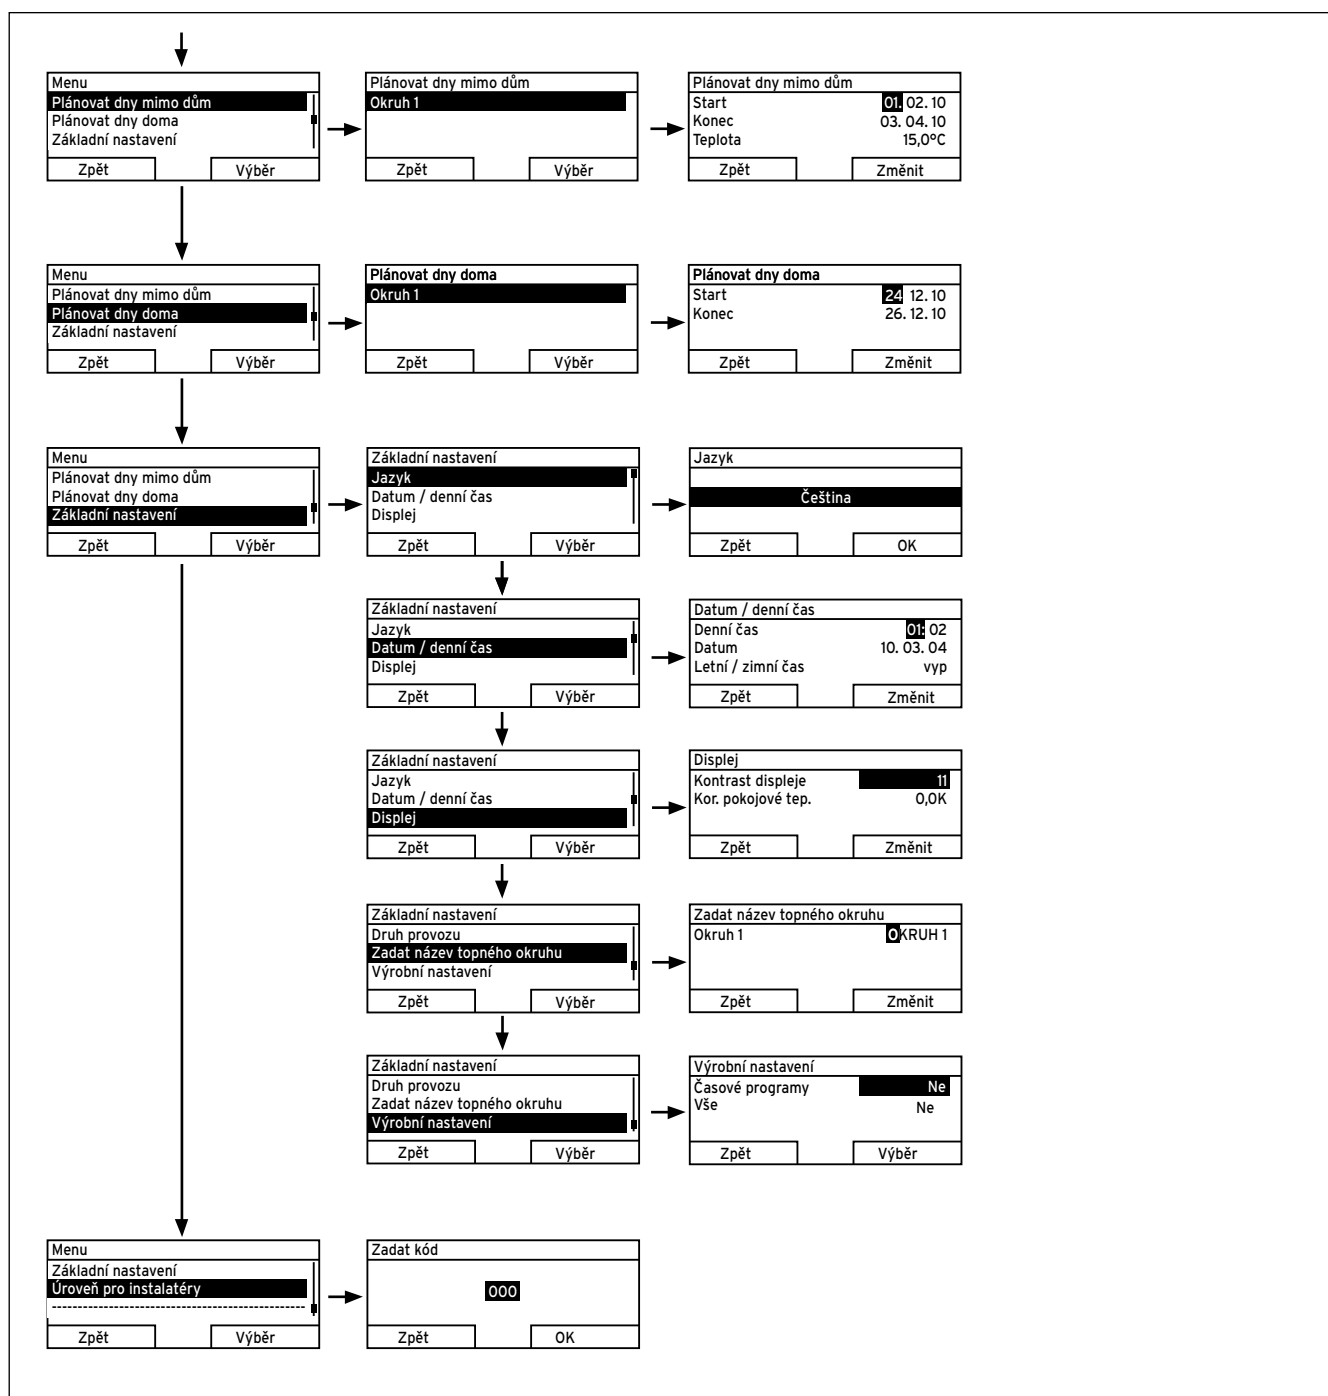 Menu
Plánovat dny mimo dům
Plánovat dny doma
Základní nastavení
Zpět Výběr
Plánovat dny mimo dům
Okruh 1
Zpět Výběr
Plánovat dny mimo dům
Start 01. 02. 10
Konec 03. 04. 10
Teplota 15,0°C
Zpět Změnit
Menu
Plánovat dny mimo dům
Plánovat dny doma
Základní nastavení
Zpět Výběr
Plánovat dny doma
Okruh 1
Zpět Výběr
Plánovat dny doma
Start 24 12. 10
Konec 26. 12. 10
Zpět Změnit
Menu
Plánovat dny mimo dům
Plánovat dny doma
Základní nastavení
Zpět Výběr
Základní nastavení
Jazyk
Datum / denní čas
Displej
Zpět Výběr
Jazyk
Čeština
Zpět OK
Základní nastavení
Jazyk
Datum / denní čas
Displej
Zpět Výběr
Datum / denní čas
Denní čas 01: 02
Datum 10. 03. 04
Letní / zimní čas vyp
Zpět Změnit
Základní nastavení
Jazyk
Datum / denní čas
Displej
Zpět Výběr
Displej
Kontrast displeje 11
Kor. pokojové tep. 0,0K
Zpět Změnit
Základní nastavení
Druh provozu
Zadat název topného okruhu
Výrobní nastavení
Zpět Výběr
Zadat název topného okruhu
Okruh 1 OKRUH 1
Zpět Změnit
Základní nastavení
Druh provozu
Zadat název topného okruhu
Výrobní nastavení
Zpět Výběr
Výrobní nastavení
Časové programy Ne
Vše Ne
Zpět Výběr
Menu
Základní nastavení
Úroveň pro instalatéry
------------------------------------------------
Zpět Výběr
Zadat kód
000
Zpět OK